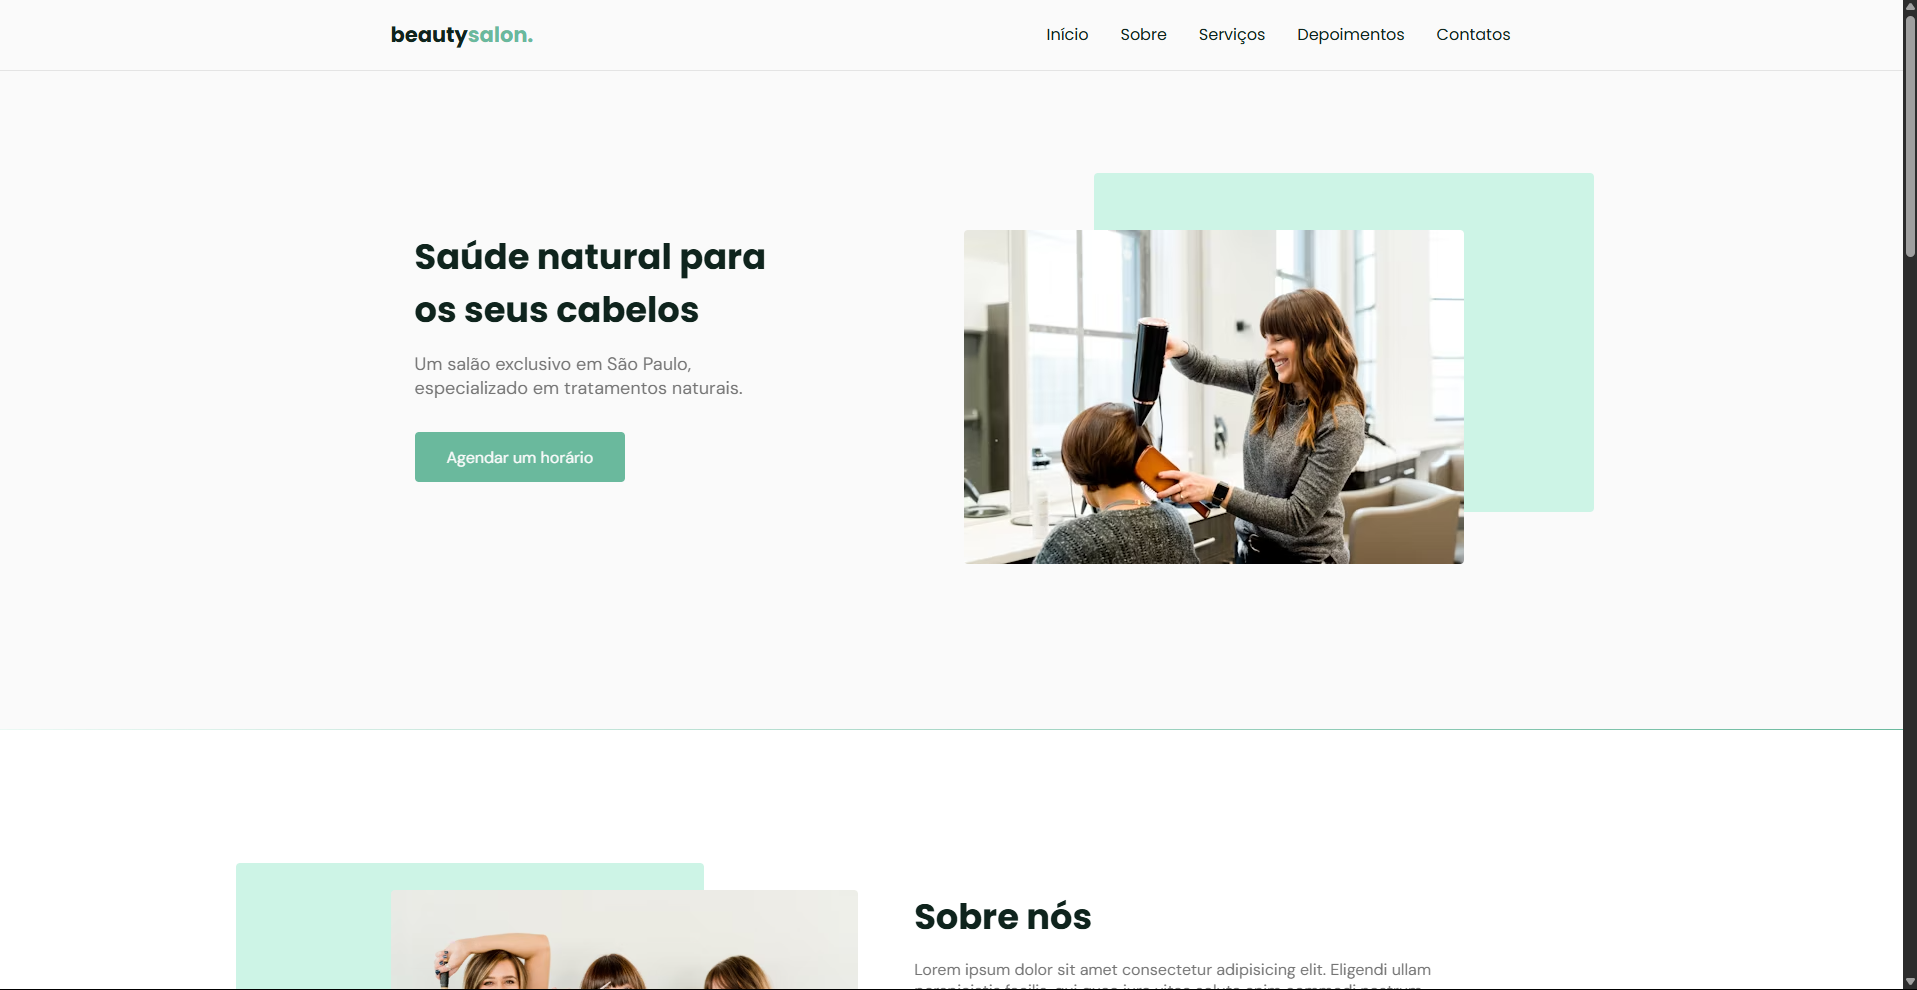 beautysalon.
Início Sobre Serviços Depoimentos Contatos
Saúde natural para
os seus cabelos
Um salão exclusivo em São Paulo,
especializado em tratamentos naturais.
Agendar um horário
Sobre nós
Lorem ipsum dolor sit amet consectetur adipisicing elit. Eligendi ullam